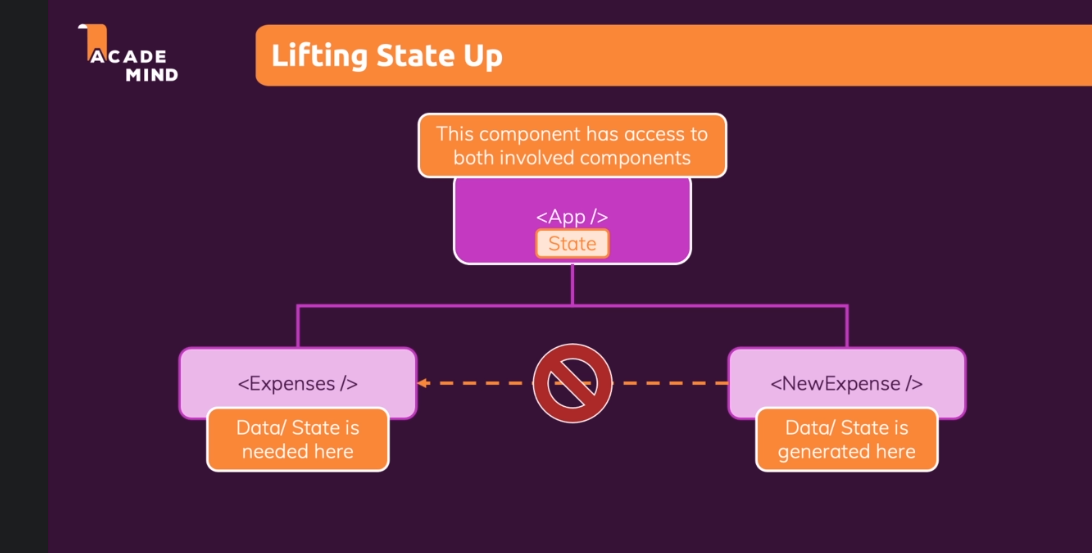 ACADE
MIND
Lifting State Up
This component has access to
both involved components
<App />
State
<Expenses />
<NewExpense />
Data/ State is
needed here
Data/ State is
generated here